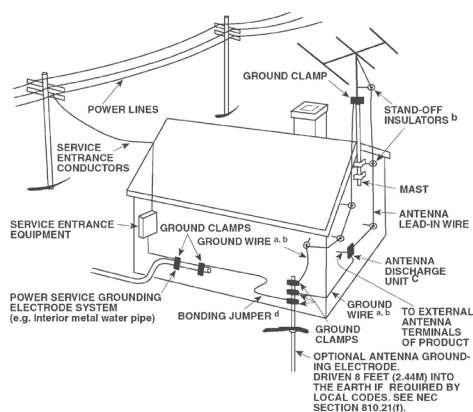 GROUND CLAMP
POWER LINES
STAND-OFF
INSULATORS b
SERVICE
ENTRANCE
CONDUCTORS
MAST
ANTENNA
LEAD-IN WIRE
SERVICE ENTRANCE
EQUIPMENT
GROUND CLAMPS
GROUND WIRE a, b
ANTENNA
DISCHARGE
UNIT C
POWER SERVICE GROUNDING
ELECTRODE SYSTEM
(e.g. Interior metal water pipe)
BONDING JUMPER d
GROUND
WIRE a, b
TO EXTERNAL
ANTENNA
TERMINALS
OF PRODUCT
GROUND
CLAMPS
OPTIONAL ANTENNA GROUND-
ING ELECTRODE.
DRIVEN 8 FEET (2.44M) INTO
THE EARTH IF REQUIRED BY
LOCAL CODES. SEE NEC
SECTION 810.21(f).